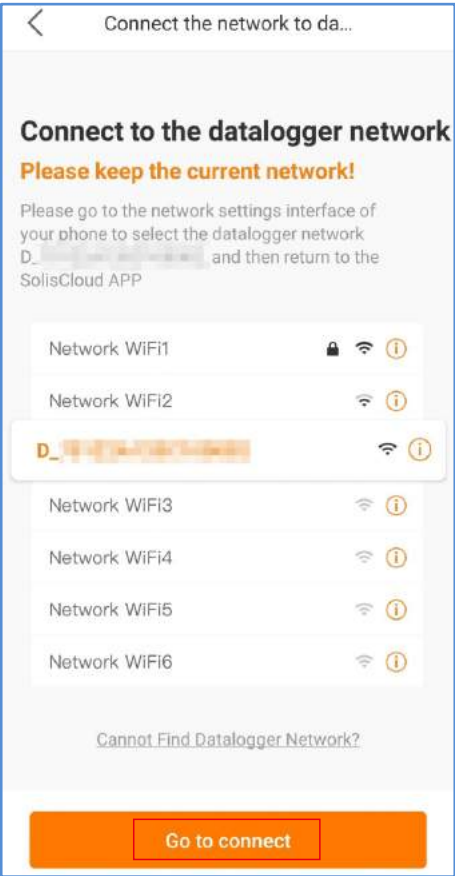 Connect the network to da...
Connect to the datalogger network
Please keep the current network!
Please go to the network settings interface of
your phone to select the datalogger network
D_ and then return to the
SolisCloud APP
Network WiFi1
Network WiFi2
D_
Network WiFi3
Network WiFi4
Network WiFi5
Network WiFi6
Cannot Find Datalogger Network?
Go to connect